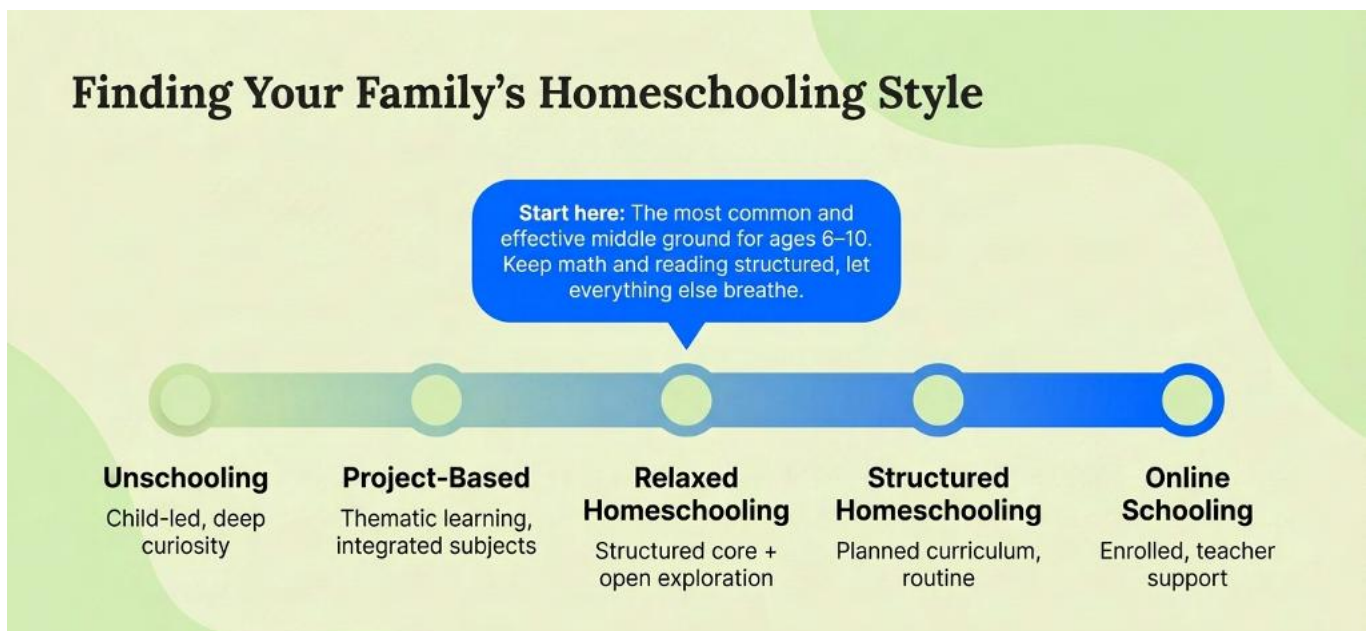 Finding Your Family’s Homeschooling Style
Start here: The most common and
effective middle ground for ages 6–10.
Keep math and reading structured, let
everything else breathe.
Unschooling
Child-led, deep
curiosity
Project-Based
Thematic learning,
integrated subjects
Relaxed
Homeschooling
Structured core +
open exploration
Structured
Homeschooling
Planned curriculum,
routine
Online
Schooling
Enrolled, teacher
support